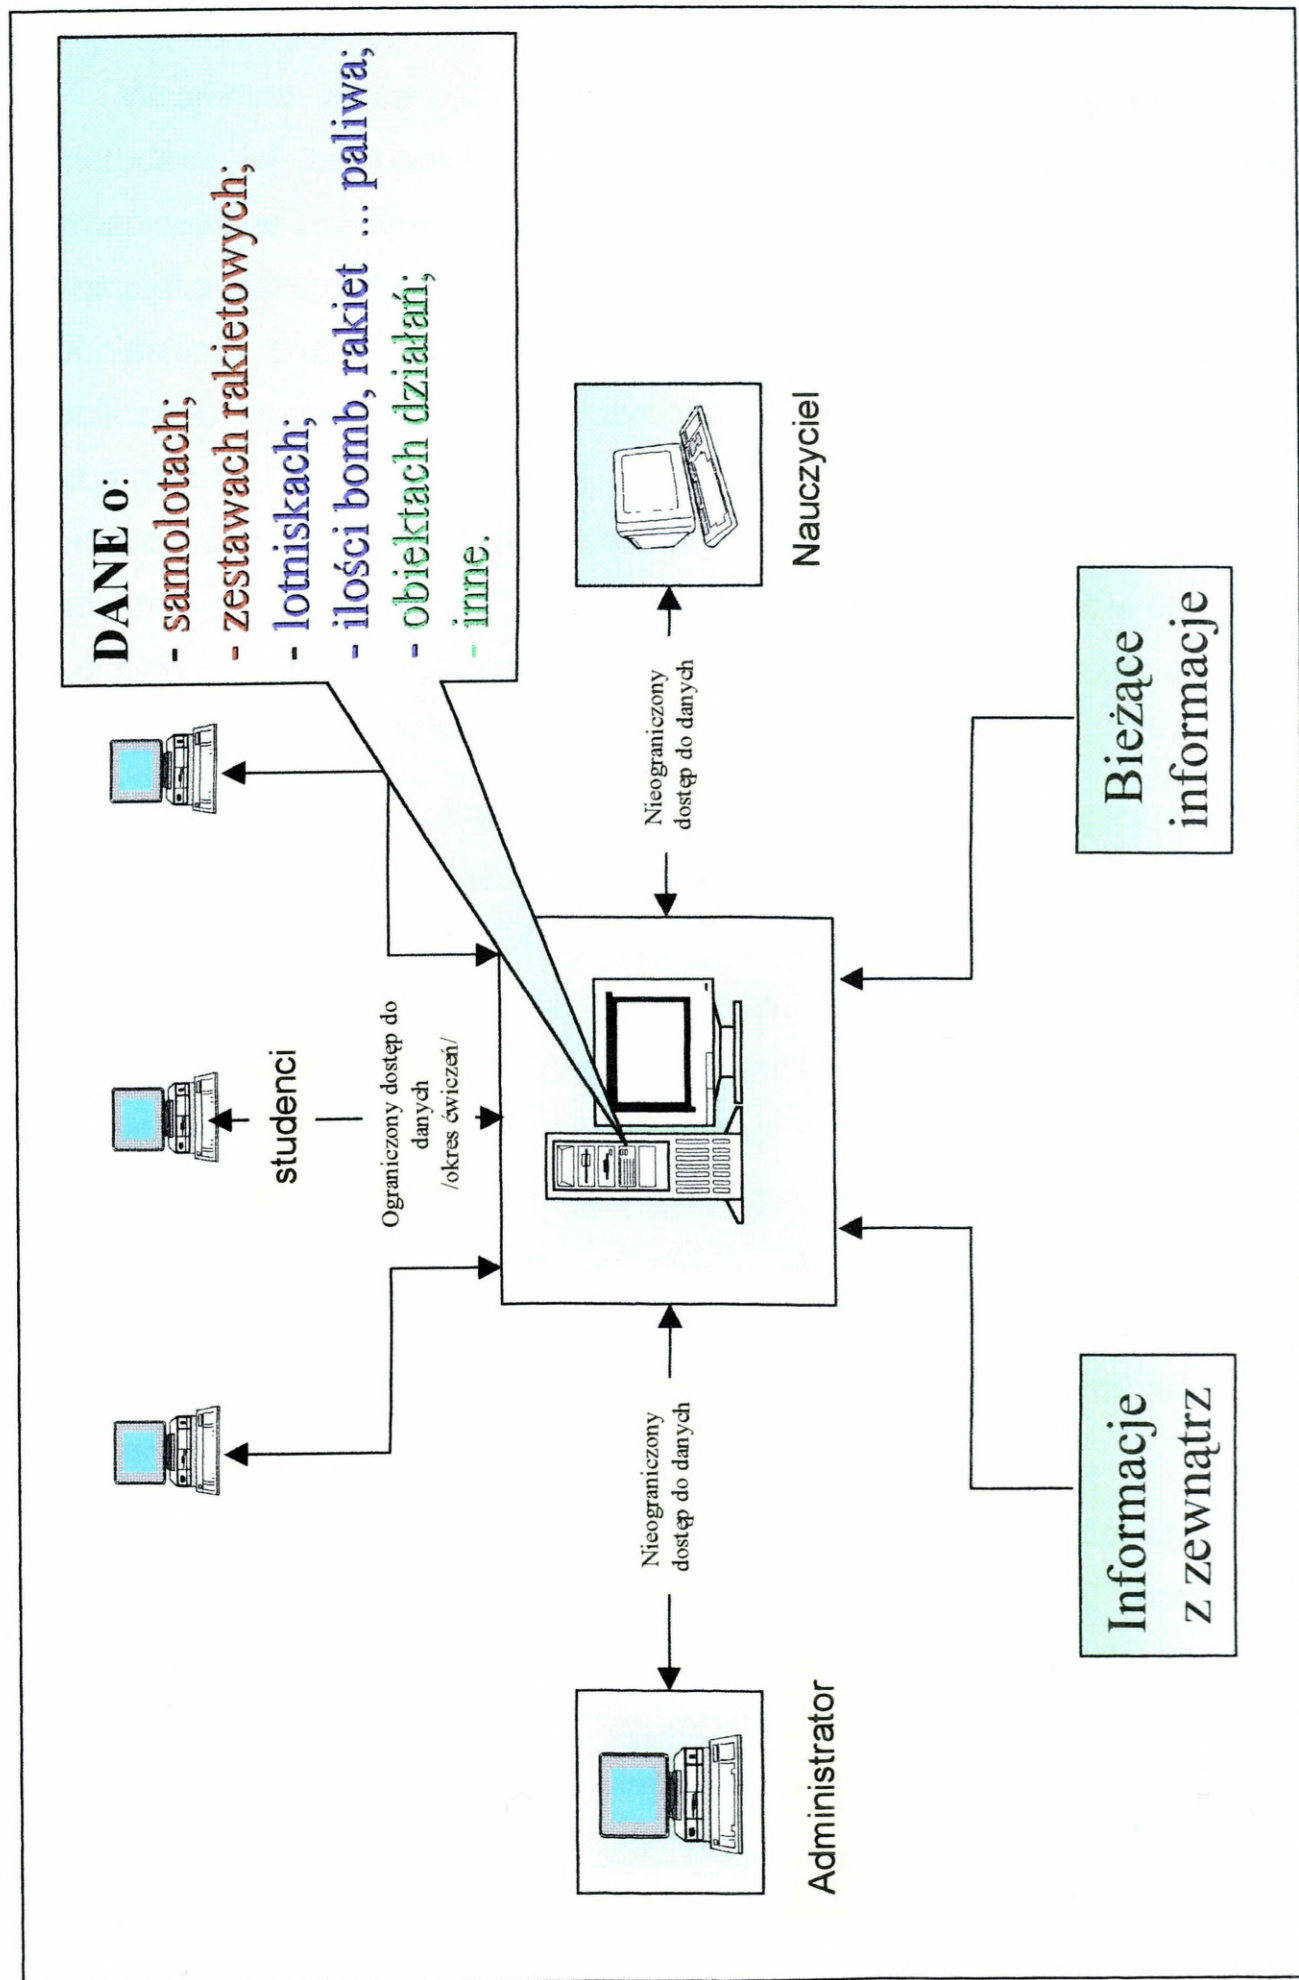 DANE o:
- samolotach;
- zestawach rakietowych;
- lotniskach;
- ilości bomb, rakiet ... paliwa;
- obiektach działań;
- inne.
studenci
Ograniczony dostęp do
danych
/okres ćwiczeń/
Nieograniczony
dostęp do danych
Nieograniczony
dostęp do danych
Administrator
Nauczyciel
Informacje
z zewnątrz
Bieżące
informacje